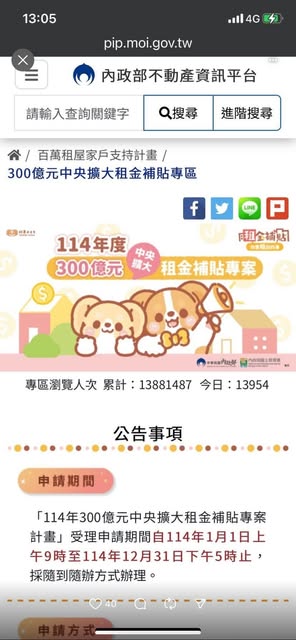 13:05
4G
pip.moi.gov.tw
內政部不動產資訊平台
請輸入查詢關鍵字
搜尋
進階搜尋
/ 百萬租屋家戶支持計畫 /
300億元中央擴大租金補貼專區
114年度
300億元
中央擴大
租金補貼專案
租金補貼
內政部國土管理署
專區瀏覽人次 累計：13881487 今日：13954
公告事項
申請期間
「114年300億元中央擴大租金補貼專案
計畫」受理申請期間自114年1月1日上
午9時至114年12月31日下午5時止，
採隨到隨辦方式辦理。
40
申請方式